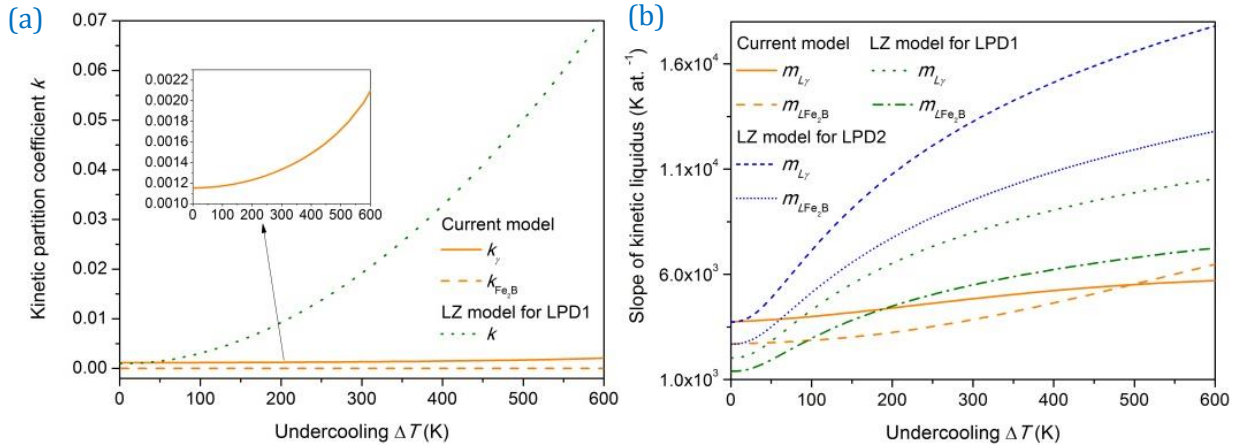 (a)
0.07
0.06
0.05
0.04
0.03
0.02
0.01
0.00
Kinetic partition coefficient k
0.0022
0.0020
0.0018
0.0016
0.0014
0.0012
0.0010
0 100 200 300 400 500 600
Current model
kγ
kFe₂B
LZ model for LPD1
k
0 100 200 300 400 500 600
Undercooling ΔT (K)
(b)
1.6x10⁴
1.1x10⁴
6.0x10³
1.0x10³
Slope of kinetic liquidus (K at. ⁻¹)
Current model LZ model for LPD1
mLγ mLγ
mLFe₂B mLFe₂B
LZ model for LPD2
mLγ
mLFe₂B
0 100 200 300 400 500 600
Undercooling ΔT (K)